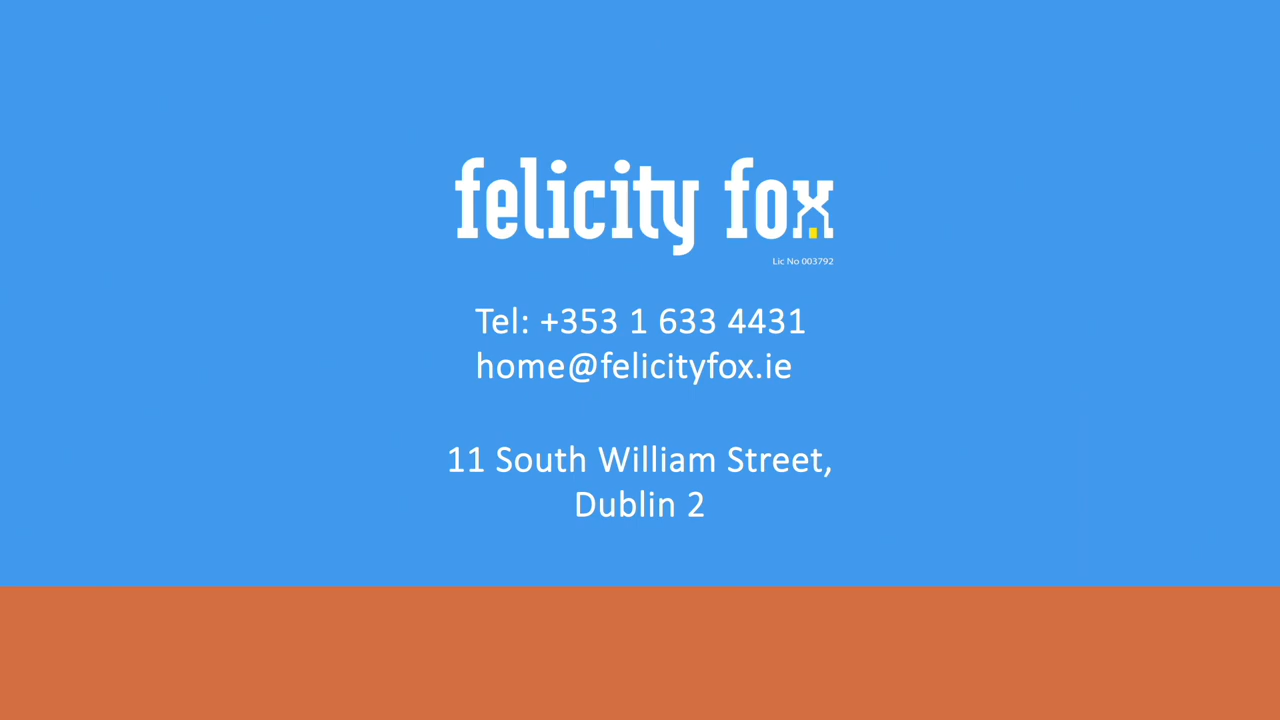 felicity fox
Lic No 003792
Tel: +353 1 633 4431
home@felicityfox.ie
11 South William Street,
Dublin 2